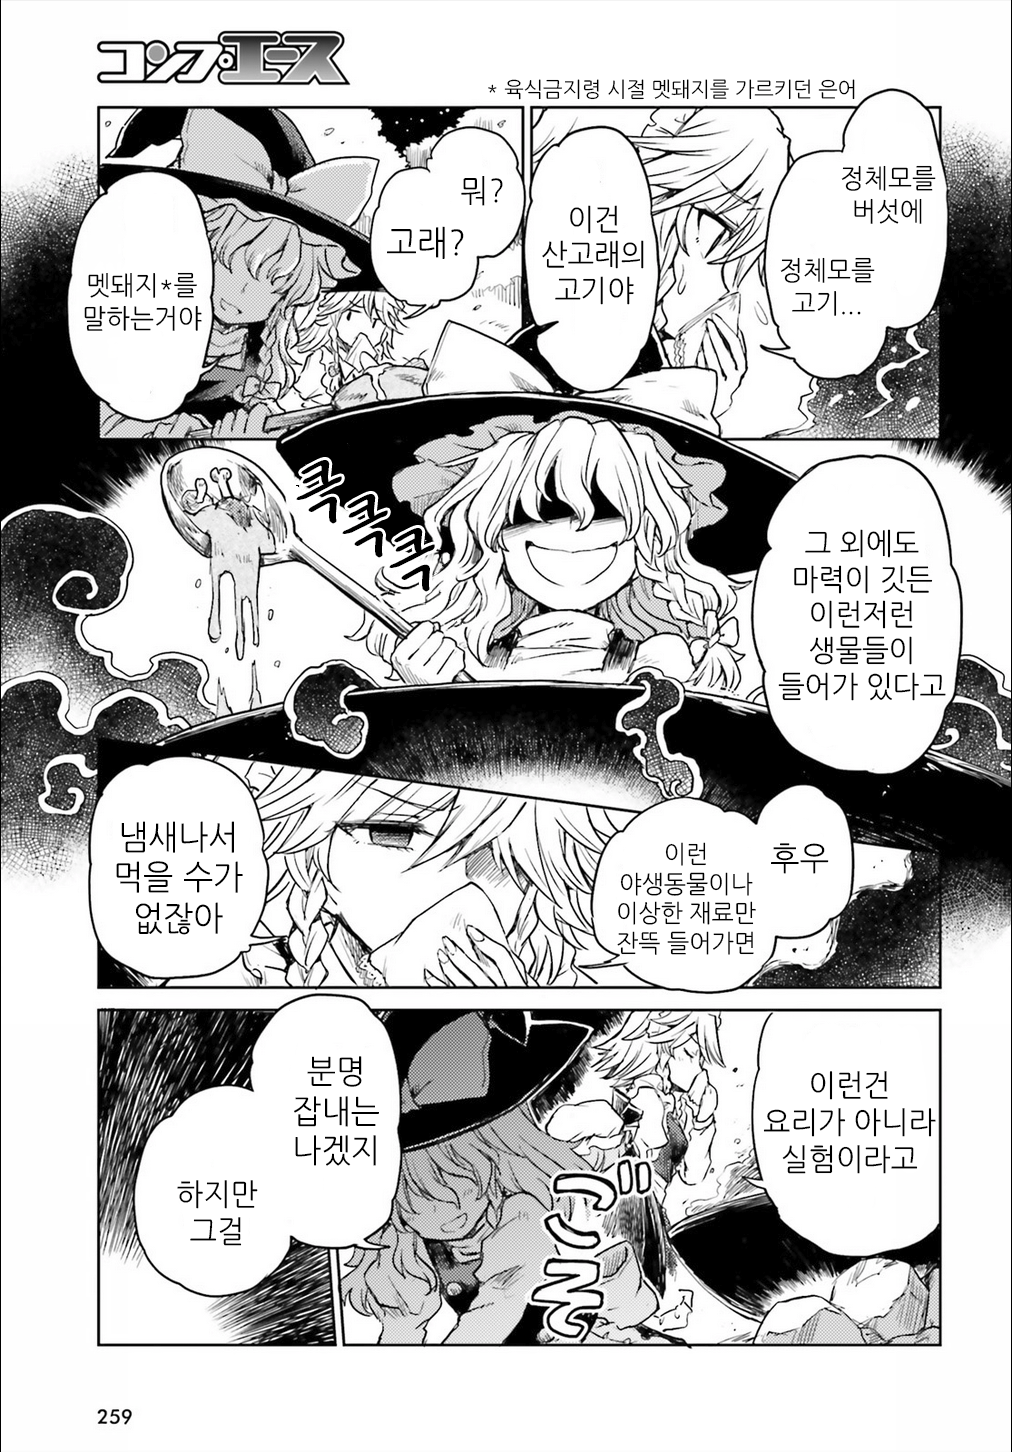 コンプエース
* 육식금지령 시절 멧돼지를 가르키던 은어
정체모를
버섯에
정체모를
고기...
이건
산고래의
고기야
뭐?
고래?
멧돼지*를
말하는거야
큭큭큭
그 외에도
마력이 깃든
이런저런
생물들이
들어가 있다고
후우
이런
야생동물이나
이상한 재료만
잔뜩 들어가면
냄새나서
먹을 수가
없잖아
이런건
요리가 아니라
실험이라고
ごそ
분명
잡내는
나겠지
하지만
그걸
259